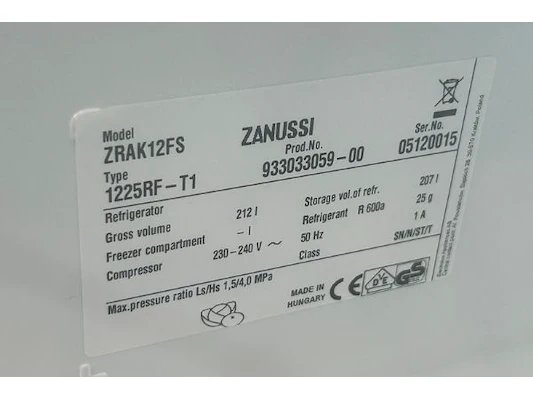 Model
ZRAK12FS
ZANUSSI
Type
1225RF-T1
Prod.No.
933033059-00
Ser.No.
05120015
Refrigerator
Gross volume 212 l
Storage vol.of refr. 207 l
Freezer compartment - l
Refrigerant R 600a 25g
Compressor 230-240 V ~ 50 Hz 1 A
Class SN/N/ST/T
Max.pressure ratio Ls/Hs 1,5/4,0 MPa
MADE IN
HUNGARY
CE
DVE
GS